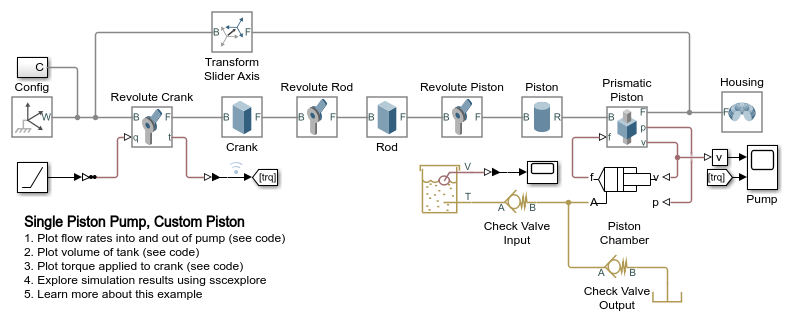 B F
Transform
Slider Axis
C
Config
Revolute Crank
Revolute Rod
Revolute Piston
Piston
Prismatic
Piston
Housing
W
B F
q t
B F
B F
B F
B F
B R
B F
f p
v
F
Crank
Rod
[trq]
V
T
f
v
A
p
v
[trq]
Pump
A B
Check Valve
Input
Piston
Chamber
A B
Check Valve
Output
Single Piston Pump, Custom Piston
1. Plot flow rates into and out of pump (see code)
2. Plot volume of tank (see code)
3. Plot torque applied to crank (see code)
4. Explore simulation results using sscexplore
5. Learn more about this example